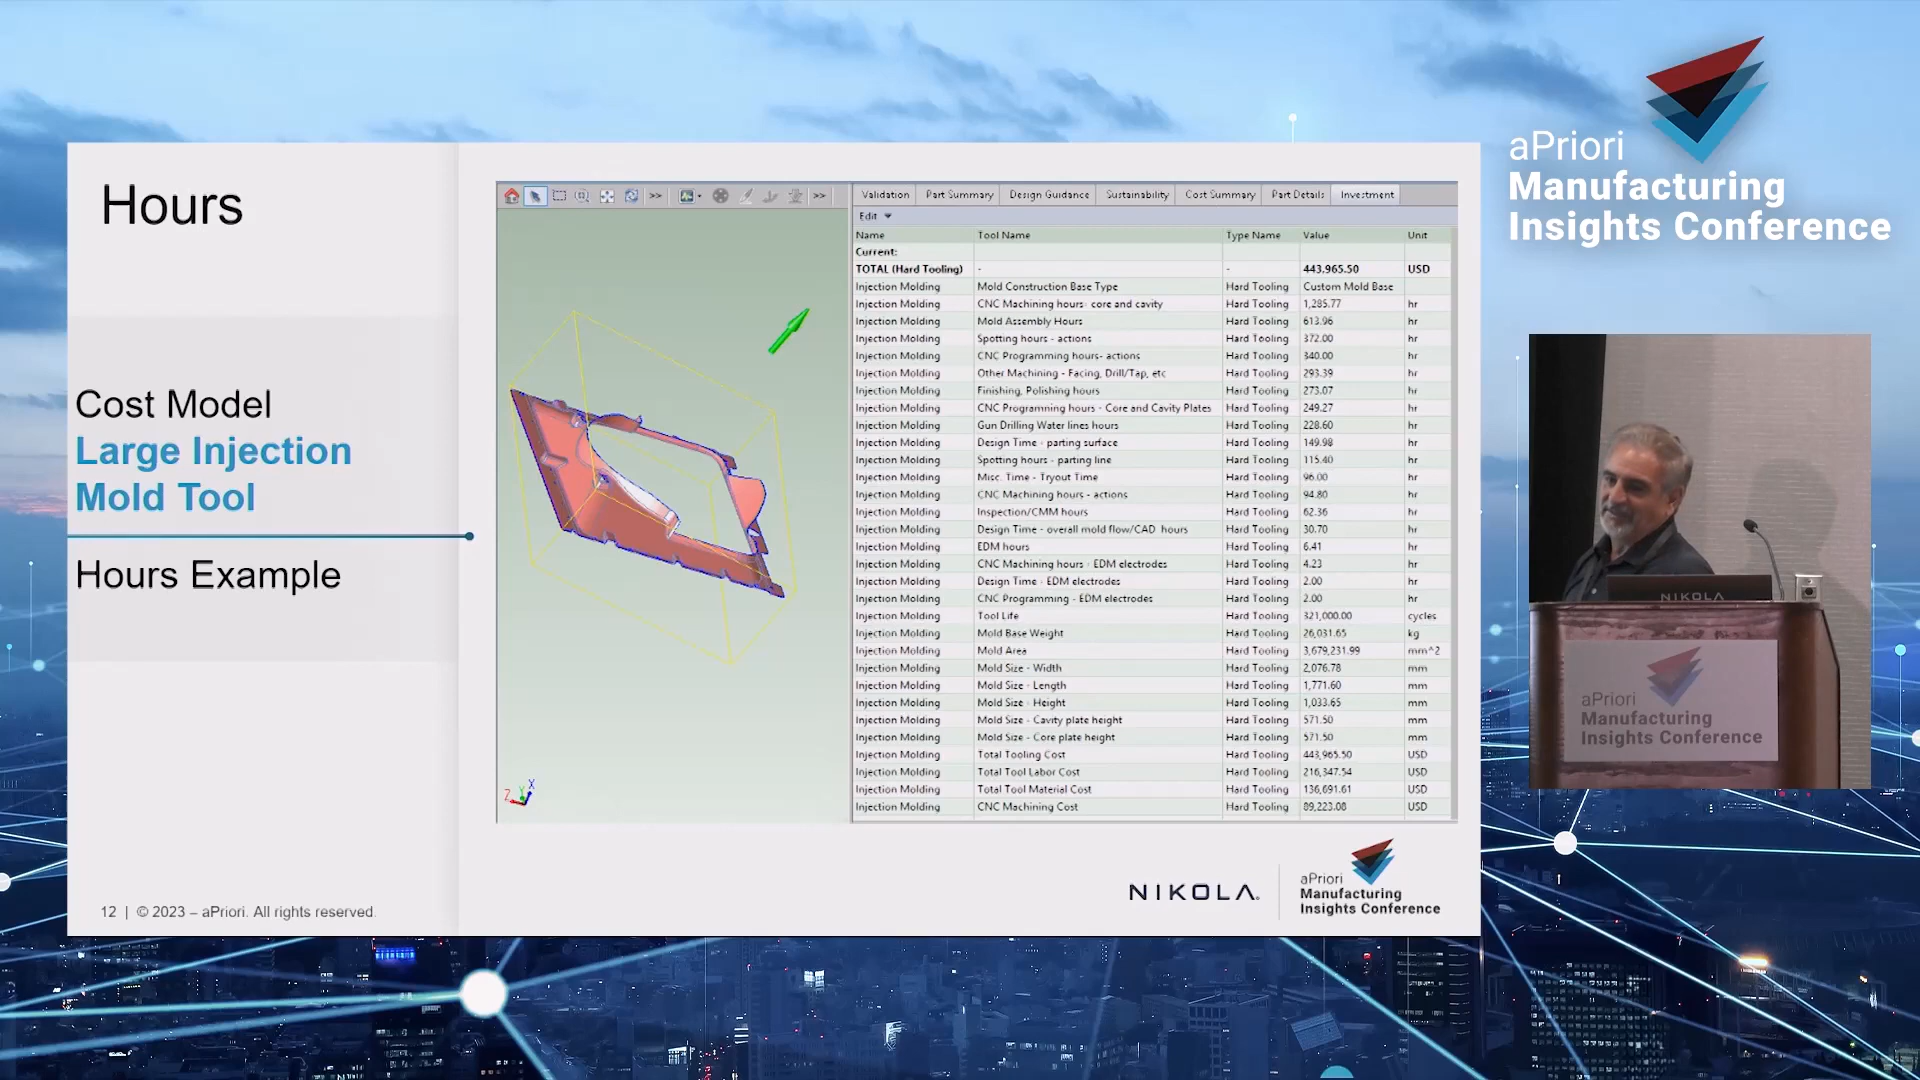 Hours
Cost Model
Large Injection
Mold Tool
Hours Example
12 | © 2023 – aPriori. All rights reserved.
>> >>
Validation Part Summary Design Guidance Sustainability Cost Summary Part Details Investment
Edit
Name Tool Name Type Name Value Unit
Current:
TOTAL (Hard Tooling) - - 443,965.50 USD
Injection Molding Mold Construction Base Type Hard Tooling Custom Mold Base
Injection Molding CNC Machining hours- core and cavity Hard Tooling 1,285.77 hr
Injection Molding Mold Assembly Hours Hard Tooling 613.96 hr
Injection Molding Spotting hours - actions Hard Tooling 372.00 hr
Injection Molding CNC Programming hours- actions Hard Tooling 340.00 hr
Injection Molding Other Machining - Facing, Drill/Tap, etc Hard Tooling 293.39 hr
Injection Molding Finishing, Polishing hours Hard Tooling 273.07 hr
Injection Molding CNC Programming hours - Core and Cavity Plates Hard Tooling 249.27 hr
Injection Molding Gun Drilling Water lines hours Hard Tooling 228.60 hr
Injection Molding Design Time - parting surface Hard Tooling 149.98 hr
Injection Molding Spotting hours - parting line Hard Tooling 115.40 hr
Injection Molding Misc. Time - Tryout Time Hard Tooling 96.00 hr
Injection Molding CNC Machining hours - actions Hard Tooling 94.80 hr
Injection Molding Inspection/CMM hours Hard Tooling 62.36 hr
Injection Molding Design Time - overall mold flow/CAD hours Hard Tooling 30.70 hr
Injection Molding EDM hours Hard Tooling 6.41 hr
Injection Molding CNC Machining hours - EDM electrodes Hard Tooling 4.23 hr
Injection Molding Design Time - EDM electrodes Hard Tooling 2.00 hr
Injection Molding CNC Programming - EDM electrodes Hard Tooling 2.00 hr
Injection Molding Tool Life Hard Tooling 321,000.00 cycles
Injection Molding Mold Base Weight Hard Tooling 26,031.65 kg
Injection Molding Mold Area Hard Tooling 3,679,231.99 mm^2
Injection Molding Mold Size - Width Hard Tooling 2,076.78 mm
Injection Molding Mold Size - Length Hard Tooling 1,771.60 mm
Injection Molding Mold Size - Height Hard Tooling 1,033.65 mm
Injection Molding Mold Size - Cavity plate height Hard Tooling 571.50 mm
Injection Molding Mold Size - Core plate height Hard Tooling 571.50 mm
Injection Molding Total Tooling Cost Hard Tooling 443,965.50 USD
Injection Molding Total Tool Labor Cost Hard Tooling 216,347.54 USD
Injection Molding Total Tool Material Cost Hard Tooling 136,691.61 USD
Injection Molding CNC Machining Cost Hard Tooling 89,223.08 USD
Z Y X
NIKOLA
aPriori
Manufacturing
Insights Conference
aPriori
Manufacturing
Insights Conference
NIKOLA
aPriori
Manufacturing
Insights Conference